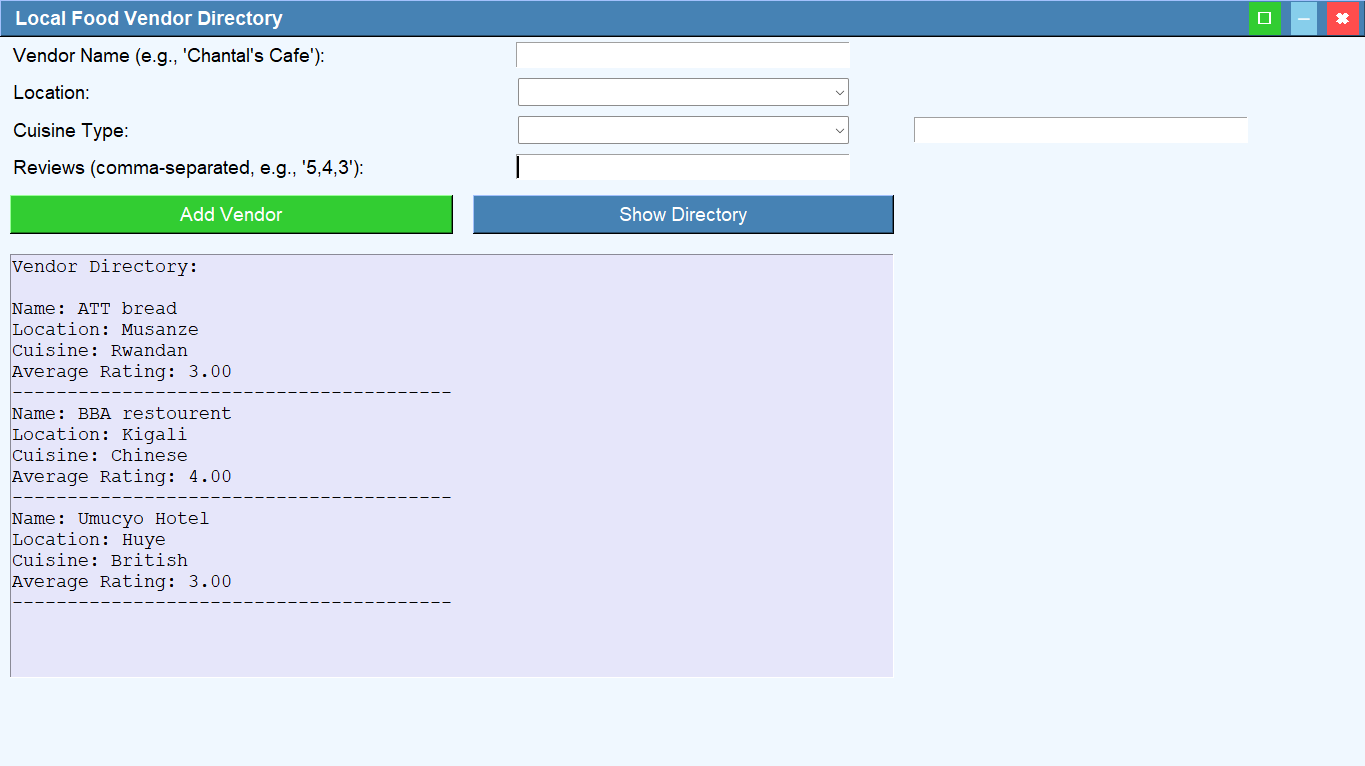 Local Food Vendor Directory
Vendor Name (e.g., 'Chantal's Cafe'):
Location:
Cuisine Type:
Reviews (comma-separated, e.g., '5,4,3'):
Add Vendor
Show Directory
Vendor Directory:
Name: ATT bread
Location: Musanze
Cuisine: Rwandan
Average Rating: 3.00
----------------------------------------
Name: BBA restourent
Location: Kigali
Cuisine: Chinese
Average Rating: 4.00
----------------------------------------
Name: Umucyo Hotel
Location: Huye
Cuisine: British
Average Rating: 3.00
----------------------------------------